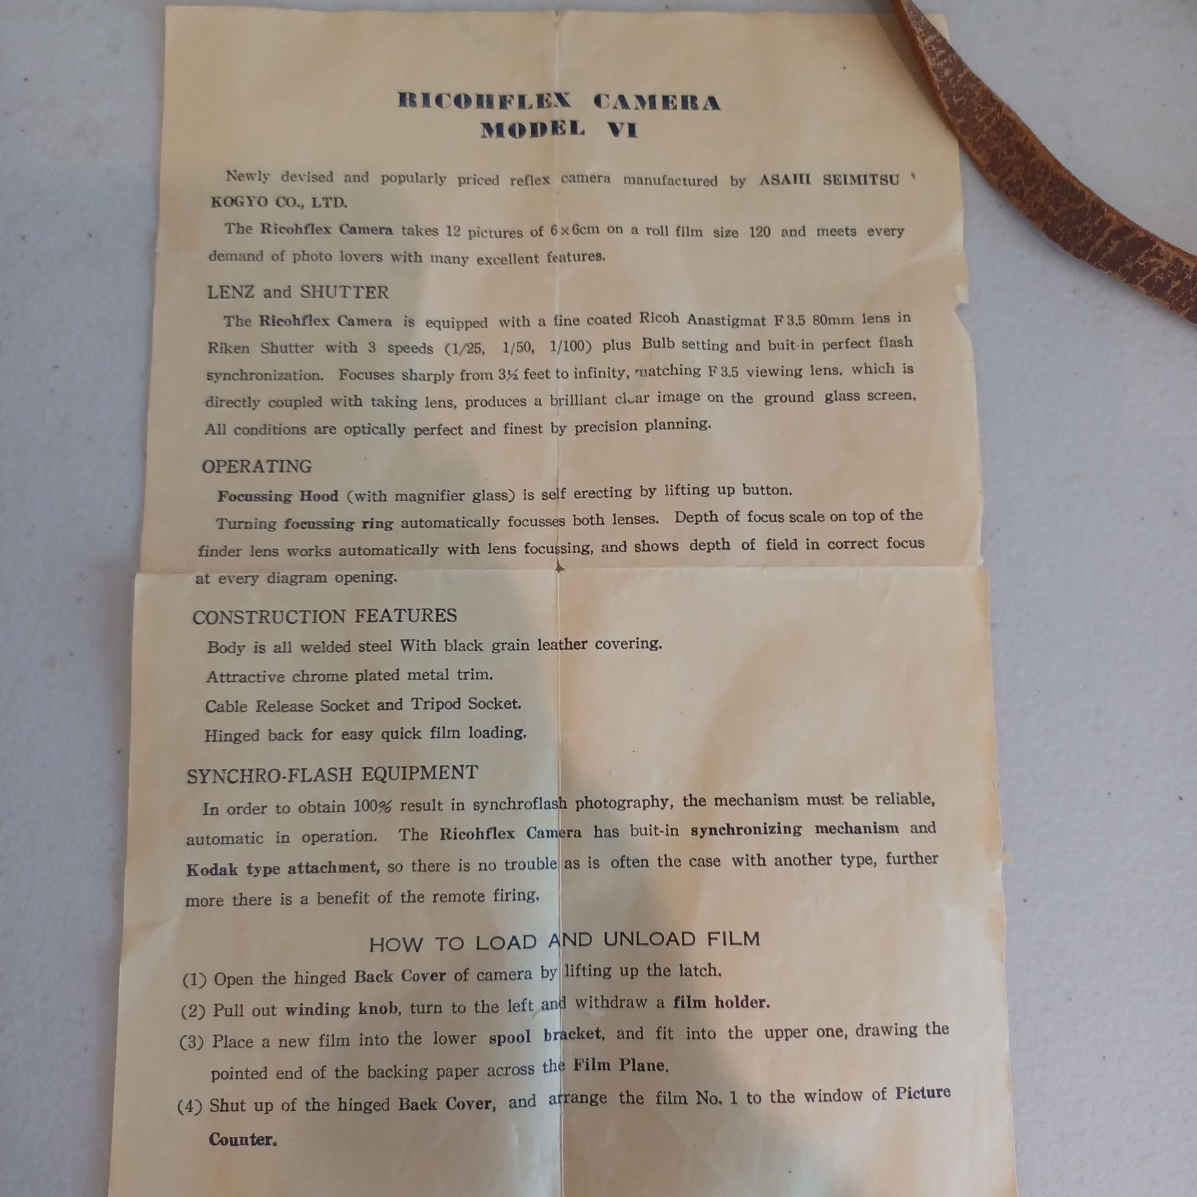 RICOHFLEX CAMERA
MODEL VI
Newly devised and popularly priced reflex camera manufactured by ASAHI SEIMITSU
KOGYO CO., LTD.
The Ricohflex Camera takes 12 pictures of 6×6cm on a roll film size 120 and meets every
demand of photo lovers with many excellent features.
LENZ and SHUTTER
The Ricohflex Camera is equipped with a fine coated Ricoh Anastigmat F 3.5 80mm lens in
Riken Shutter with 3 speeds (1/25, 1/50, 1/100) plus Bulb setting and buit-in perfect flash
synchronization. Focuses sharply from 3½ feet to infinity, matching F 3.5 viewing lens, which is
directly coupled with taking lens, produces a brilliant clear image on the ground glass screen.
All conditions are optically perfect and finest by precision planning.
OPERATING
Focussing Hood (with magnifier glass) is self erecting by lifting up button.
Turning focussing ring automatically focusses both lenses. Depth of focus scale on top of the
finder lens works automatically with lens focussing, and shows depth of field in correct focus
at every diagram opening.
CONSTRUCTION FEATURES
Body is all welded steel With black grain leather covering.
Attractive chrome plated metal trim.
Cable Release Socket and Tripod Socket.
Hinged back for easy quick film loading.
SYNCHRO-FLASH EQUIPMENT
In order to obtain 100% result in synchroflash photography, the mechanism must be reliable,
automatic in operation. The Ricohflex Camera has buit-in synchronizing mechanism and
Kodak type attachment, so there is no trouble as is often the case with another type, further
more there is a benefit of the remote firing.
HOW TO LOAD AND UNLOAD FILM
(1) Open the hinged Back Cover of camera by lifting up the latch.
(2) Pull out winding knob, turn to the left and withdraw a film holder.
(3) Place a new film into the lower spool bracket, and fit into the upper one, drawing the
pointed end of the backing paper across the Film Plane.
(4) Shut up of the hinged Back Cover, and arrange the film No. 1 to the window of Picture
Counter.